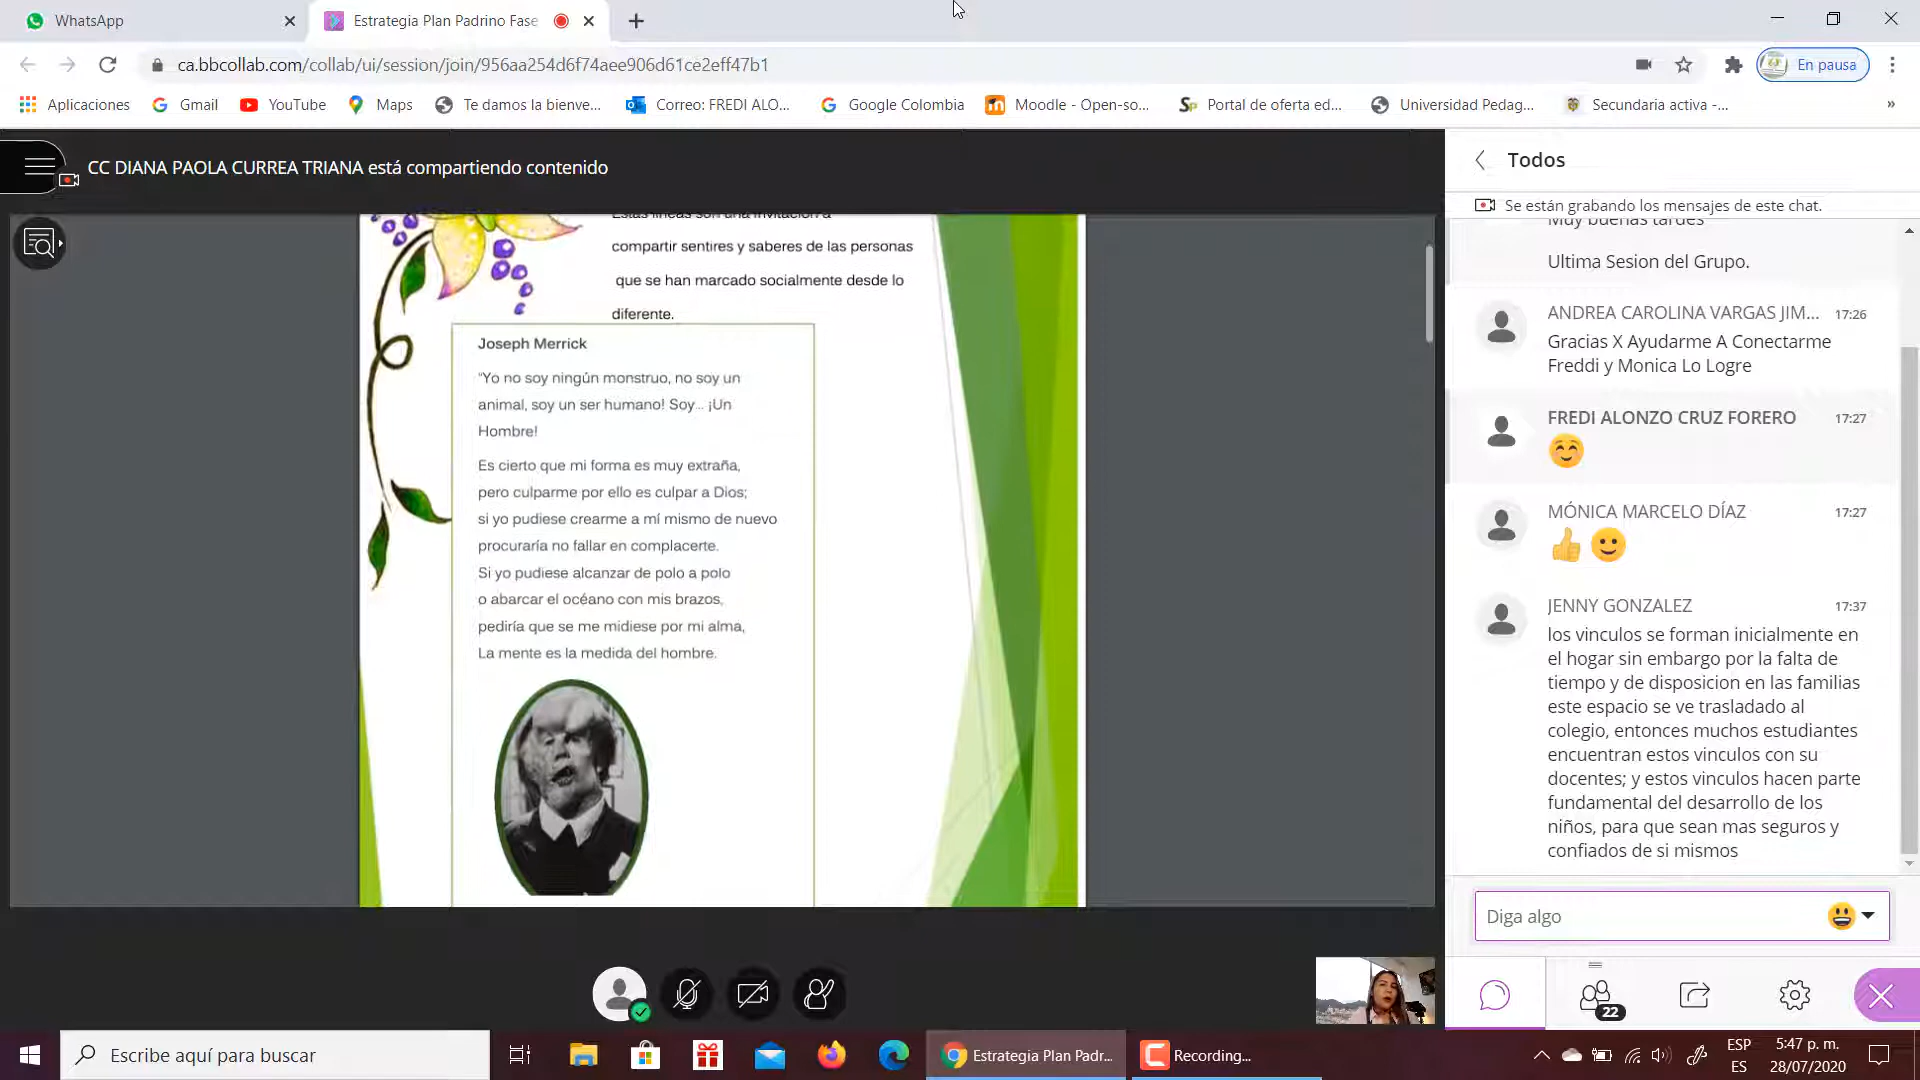 WhatsApp
Estrategia Plan Padrino Fase
ca.bbcollab.com/collab/ui/session/join/956aa254d6f74aee906d61ce2eff47b1
En pausa
Aplicaciones
Gmail
YouTube
Maps
Te damos la bienve...
Correo: FREDI ALO...
Google Colombia
Moodle - Open-so...
Portal de oferta ed...
Universidad Pedag...
Secundaria activa -...
»
CC DIANA PAOLA CURREA TRIANA está compartiendo contenido
Estas líneas son una invitación a
compartir sentires y saberes de las personas
que se han marcado socialmente desde lo
diferente.
Joseph Merrick
"Yo no soy ningún monstruo, no soy un
animal, soy un ser humano! Soy... ¡Un
Hombre!
Es cierto que mi forma es muy extraña,
pero culparme por ello es culpar a Dios;
si yo pudiese crearme a mí mismo de nuevo
procuraría no fallar en complacerte.
Si yo pudiese alcanzar de polo a polo
o abarcar el océano con mis brazos,
pediría que se me midiese por mi alma,
La mente es la medida del hombre.
Todos
Se están grabando los mensajes de este chat.
Muy buenas tardes
Ultima Sesion del Grupo.
ANDREA CAROLINA VARGAS JIM... 17:26
Gracias X Ayudarme A Conectarme
Freddi y Monica Lo Logre
FREDI ALONZO CRUZ FORERO 17:27
MÓNICA MARCELO DÍAZ 17:27
JENNY GONZALEZ 17:37
los vinculos se forman inicialmente en
el hogar sin embargo por la falta de
tiempo y de disposicion en las familias
este espacio se ve trasladado al
colegio, entonces muchos estudiantes
encuentran estos vinculos con su
docentes; y estos vinculos hacen parte
fundamental del desarrollo de los
niños, para que sean mas seguros y
confiados de si mismos
Diga algo
22
Escribe aquí para buscar
Estrategia Plan Padr...
Recording...
ESP
ES
5:47 p. m.
28/07/2020